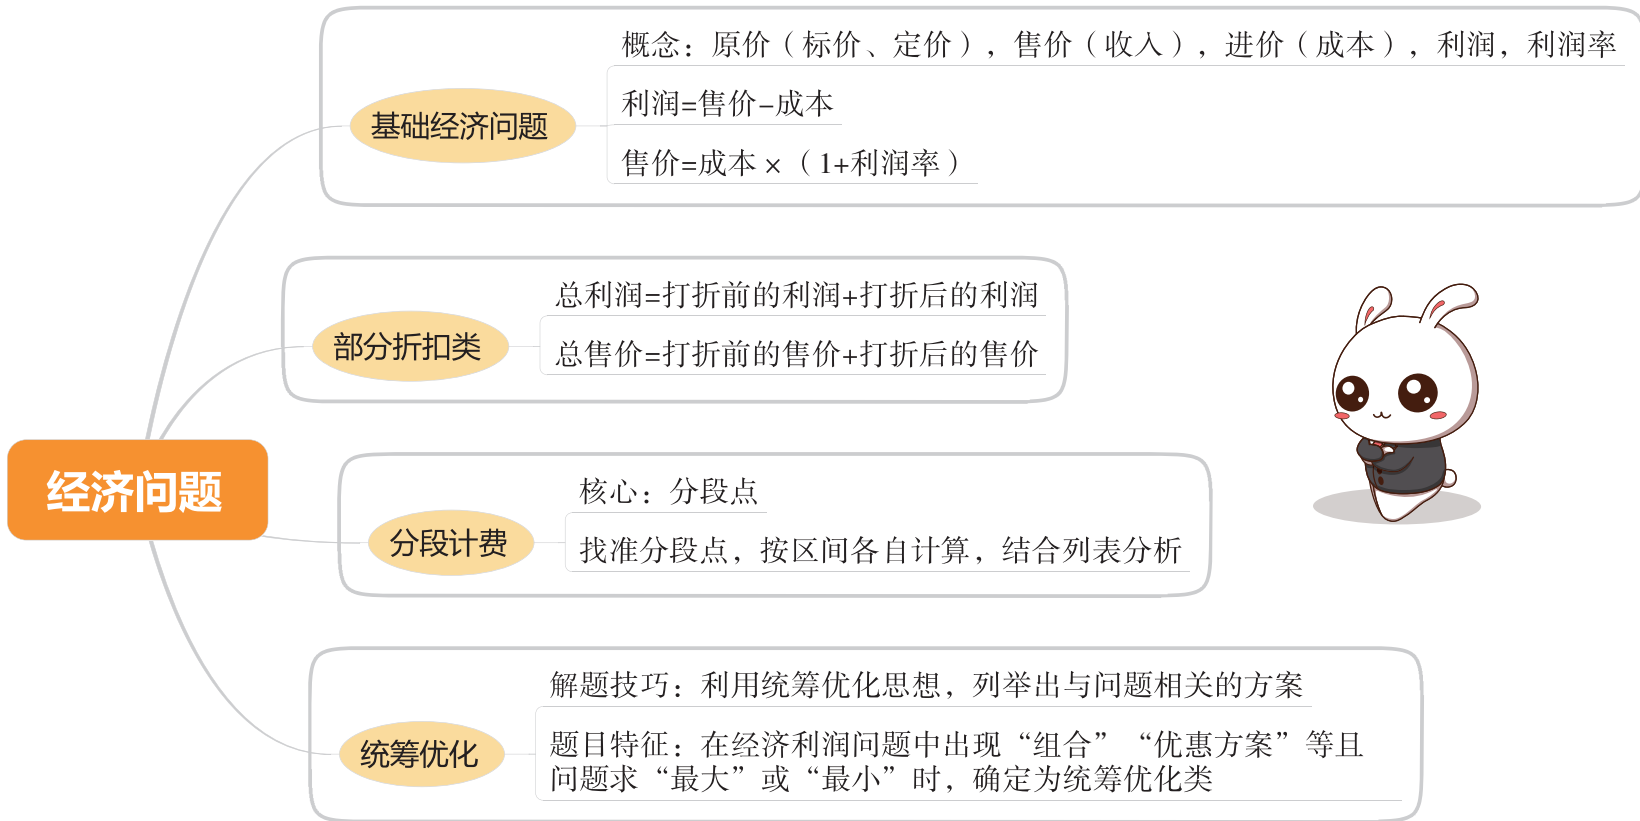 概念：原价（标价、定价），售价（收入），进价（成本），利润，利润率
基础经济问题
利润=售价-成本
售价=成本×（1+利润率）
总利润=打折前的利润+打折后的利润
部分折扣类
总售价=打折前的售价+打折后的售价
经济问题
核心：分段点
分段计费
找准分段点，按区间各自计算，结合列表分析
解题技巧：利用统筹优化思想，列举出与问题相关的方案
统筹优化
题目特征：在经济利润问题中出现“组合”“优惠方案”等且
问题求“最大”或“最小”时，确定为统筹优化类